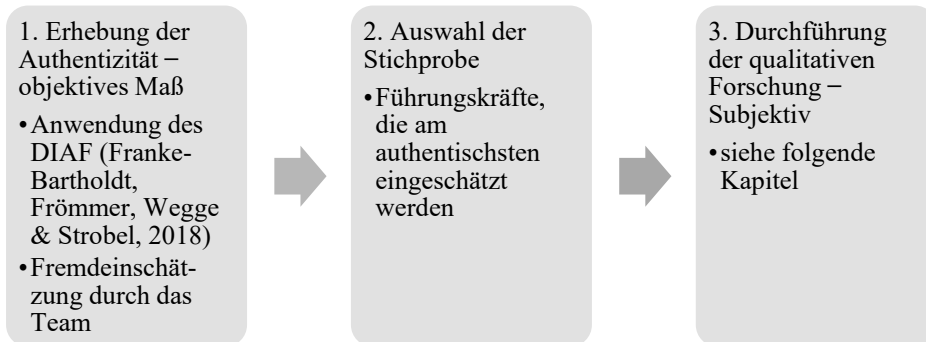 1. Erhebung der
Authentizität –
objektives Maß
•Anwendung des
DIAF (Franke-
Bartholdt,
Frömmer, Wegge
& Strobel, 2018)
•Fremdeinschät-
zung durch das
Team
2. Auswahl der
Stichprobe
•Führungskräfte,
die am
authentischsten
eingeschätzt
werden
3. Durchführung
der qualitativen
Forschung –
Subjektiv
•siehe folgende
Kapitel